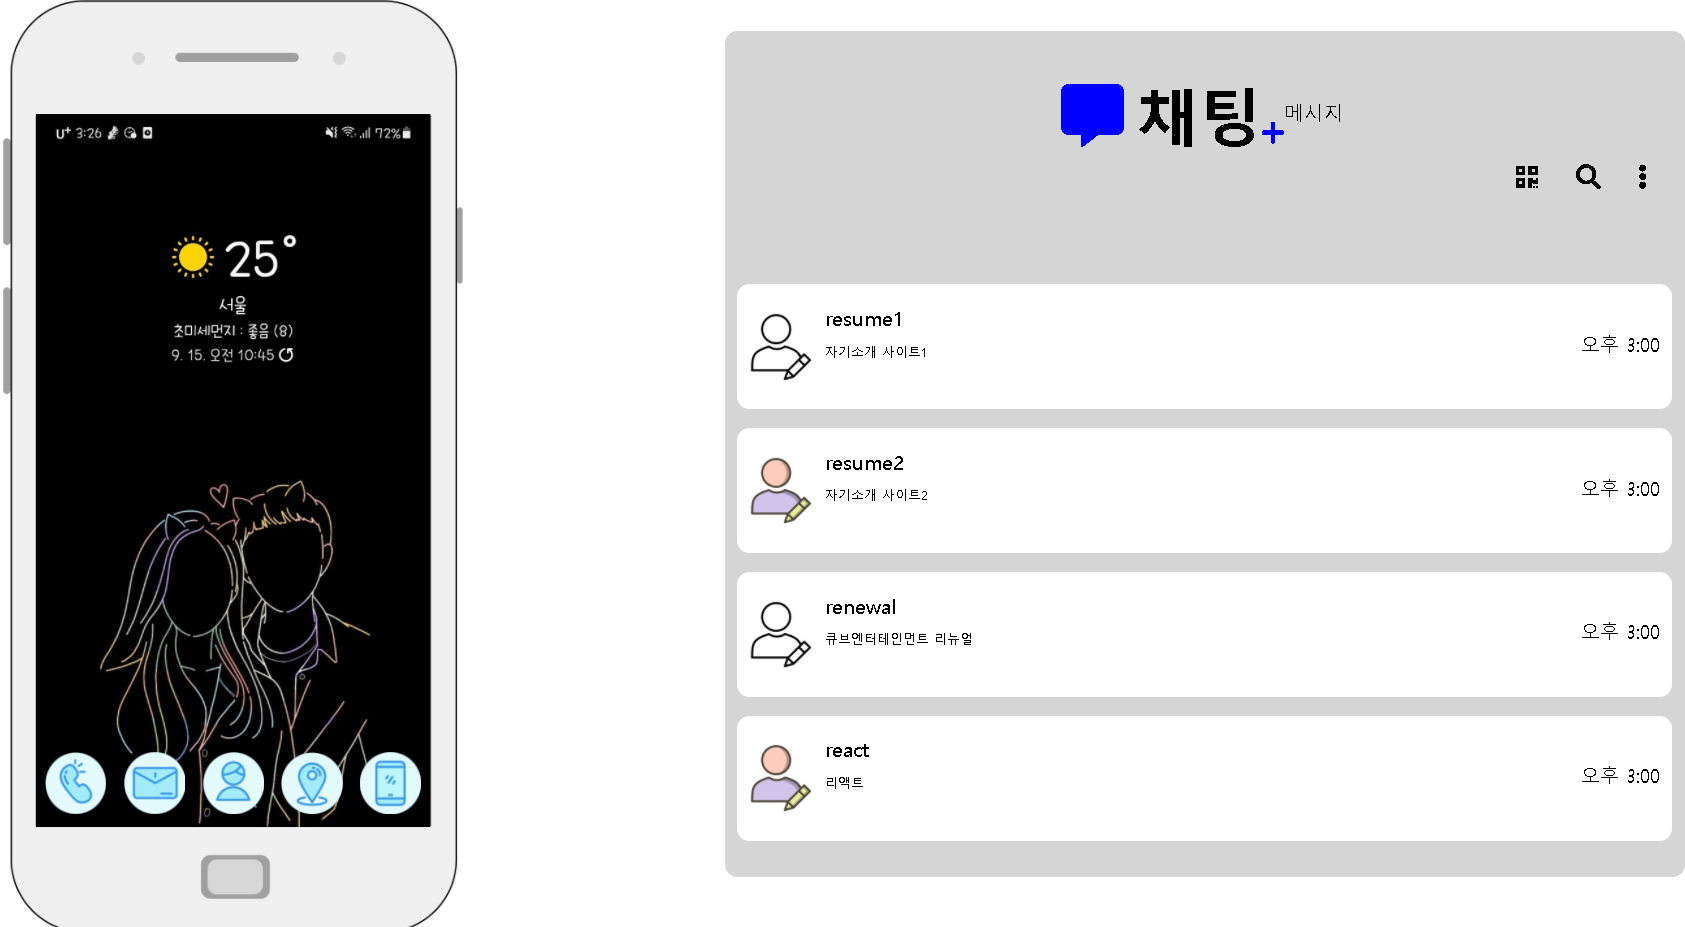 U+ 3:26
72%
25°
서울
초미세먼지 : 좋음 (8)
9. 15. 오전 10:45
채팅+ 메시지
resume1
자기소개 사이트1
오후 3:00
resume2
자기소개 사이트2
오후 3:00
renewal
큐브엔터테인먼트 리뉴얼
오후 3:00
react
리액트
오후 3:00